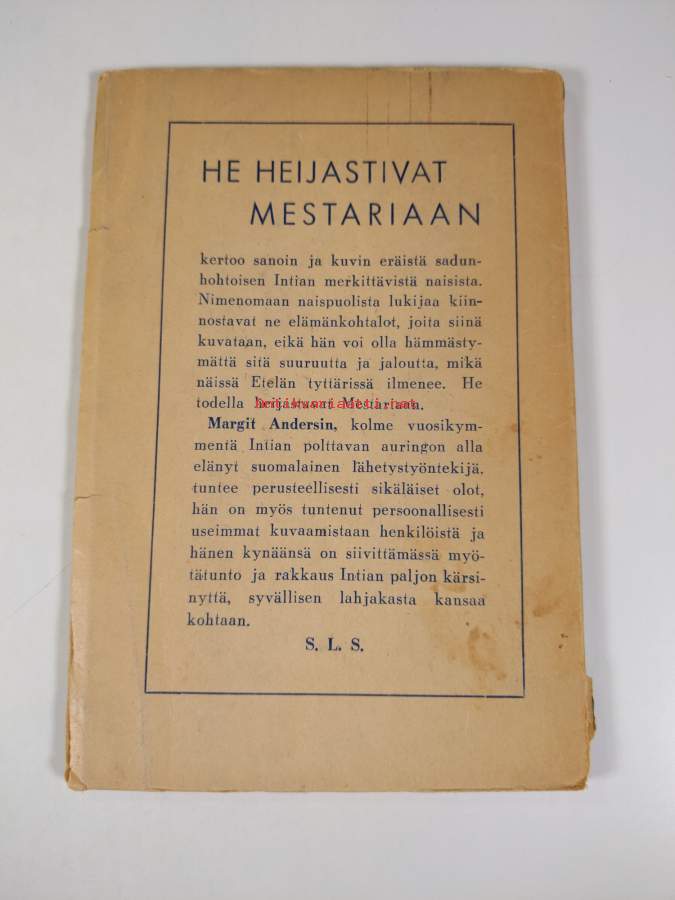 HE HEIJASTIVAT
MESTARIAAN
kertoo sanoin ja kuvin eräistä sadun-
hohtoisen Intian merkittävistä naisista.
Nimenomaan naispuolista lukijaa kiin-
nostavat ne elämänkohtalot, joita siinä
kuvataan, eikä hän voi olla hämmästy-
mättä sitä suuruutta ja jaloutta, mikä
näissä Etelän tyttärissä ilmenee. He
todella heijastavat Mestariaan.
antikvariaatti.net
Margit Andersin, kolme vuosikym-
mentä Intian polttavan auringon alla
elänyt suomalainen lähetystyöntekijä,
tuntee perusteellisesti sikäläiset olot,
hän on myös tuntenut persoonallisesti
useimmat kuvaamistaan henkilöistä ja
hänen kynäänsä on siivittämässä myö-
tätunto ja rakkaus Intian paljon kärsi-
nyttä, syvällisen lahjakasta kansaa
kohtaan.
S. L. S.